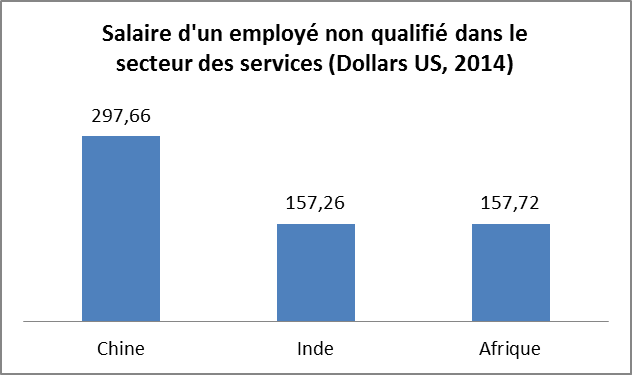 Salaire d'un employé non qualifié dans le
secteur des services (Dollars US, 2014)
297,66
157,26
157,72
Chine
Inde
Afrique